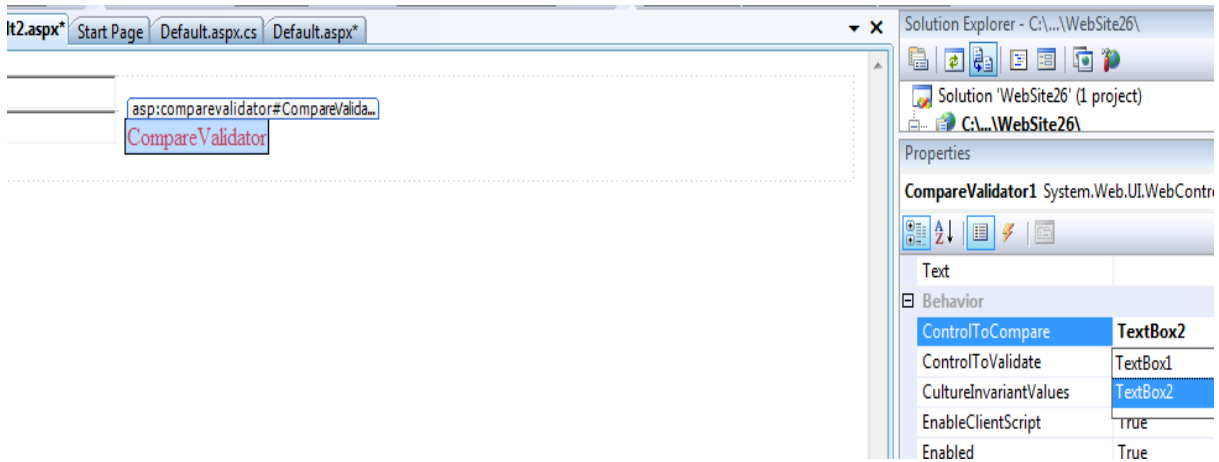 lt2.aspx* Start Page Default.aspx.cs Default.aspx*
asp:comparevalidator#CompareValida...
CompareValidator
Solution Explorer - C:\...\WebSite26\
Solution 'WebSite26' (1 project)
C:\...\WebSite26\
Properties
CompareValidator1 System.Web.UI.WebContr
Text
Behavior
ControlToCompare TextBox2
ControlToValidate TextBox1
CultureInvariantValues TextBox2
EnableClientScript True
Enabled True